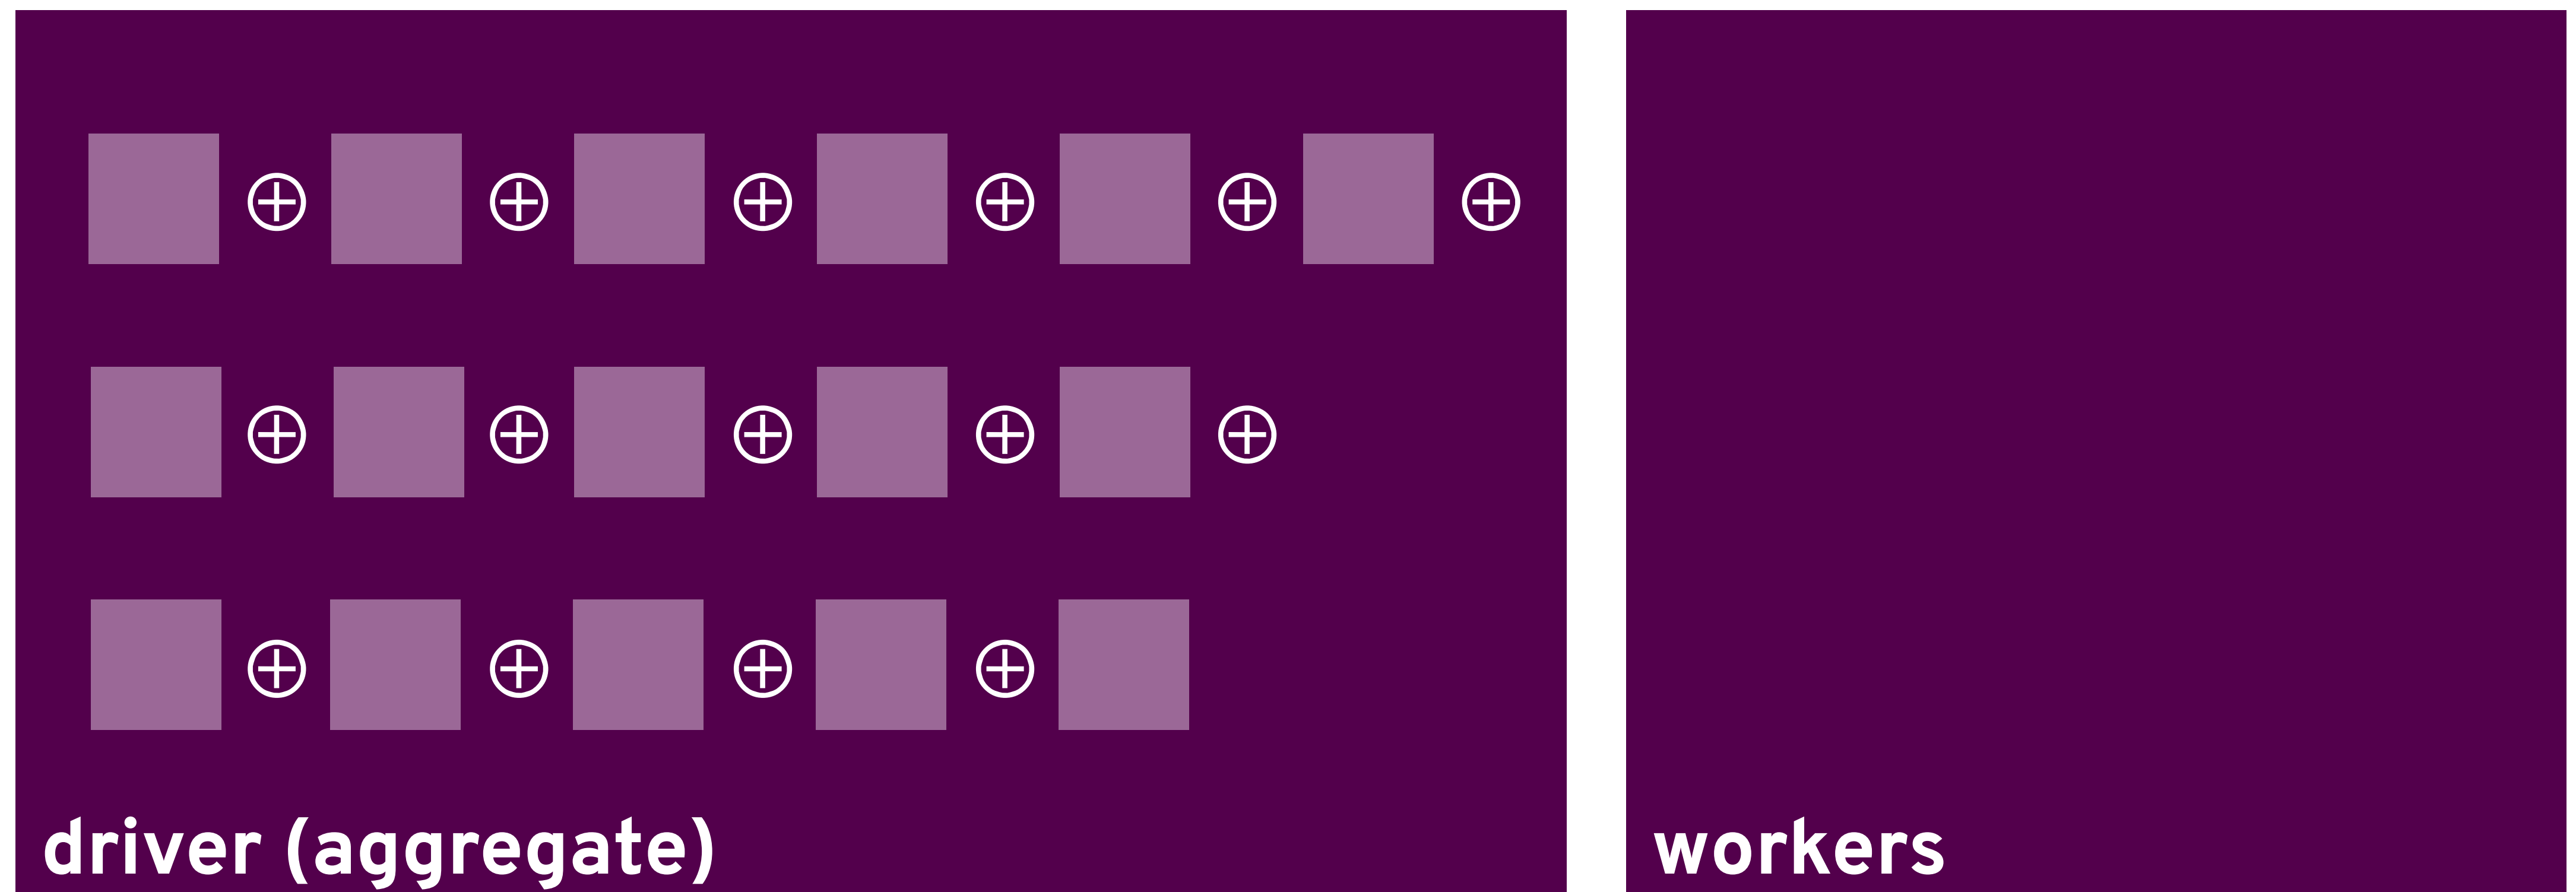 ⊕ ⊕ ⊕ ⊕ ⊕ ⊕
⊕ ⊕ ⊕ ⊕ ⊕
⊕ ⊕ ⊕ ⊕
driver (aggregate)
workers